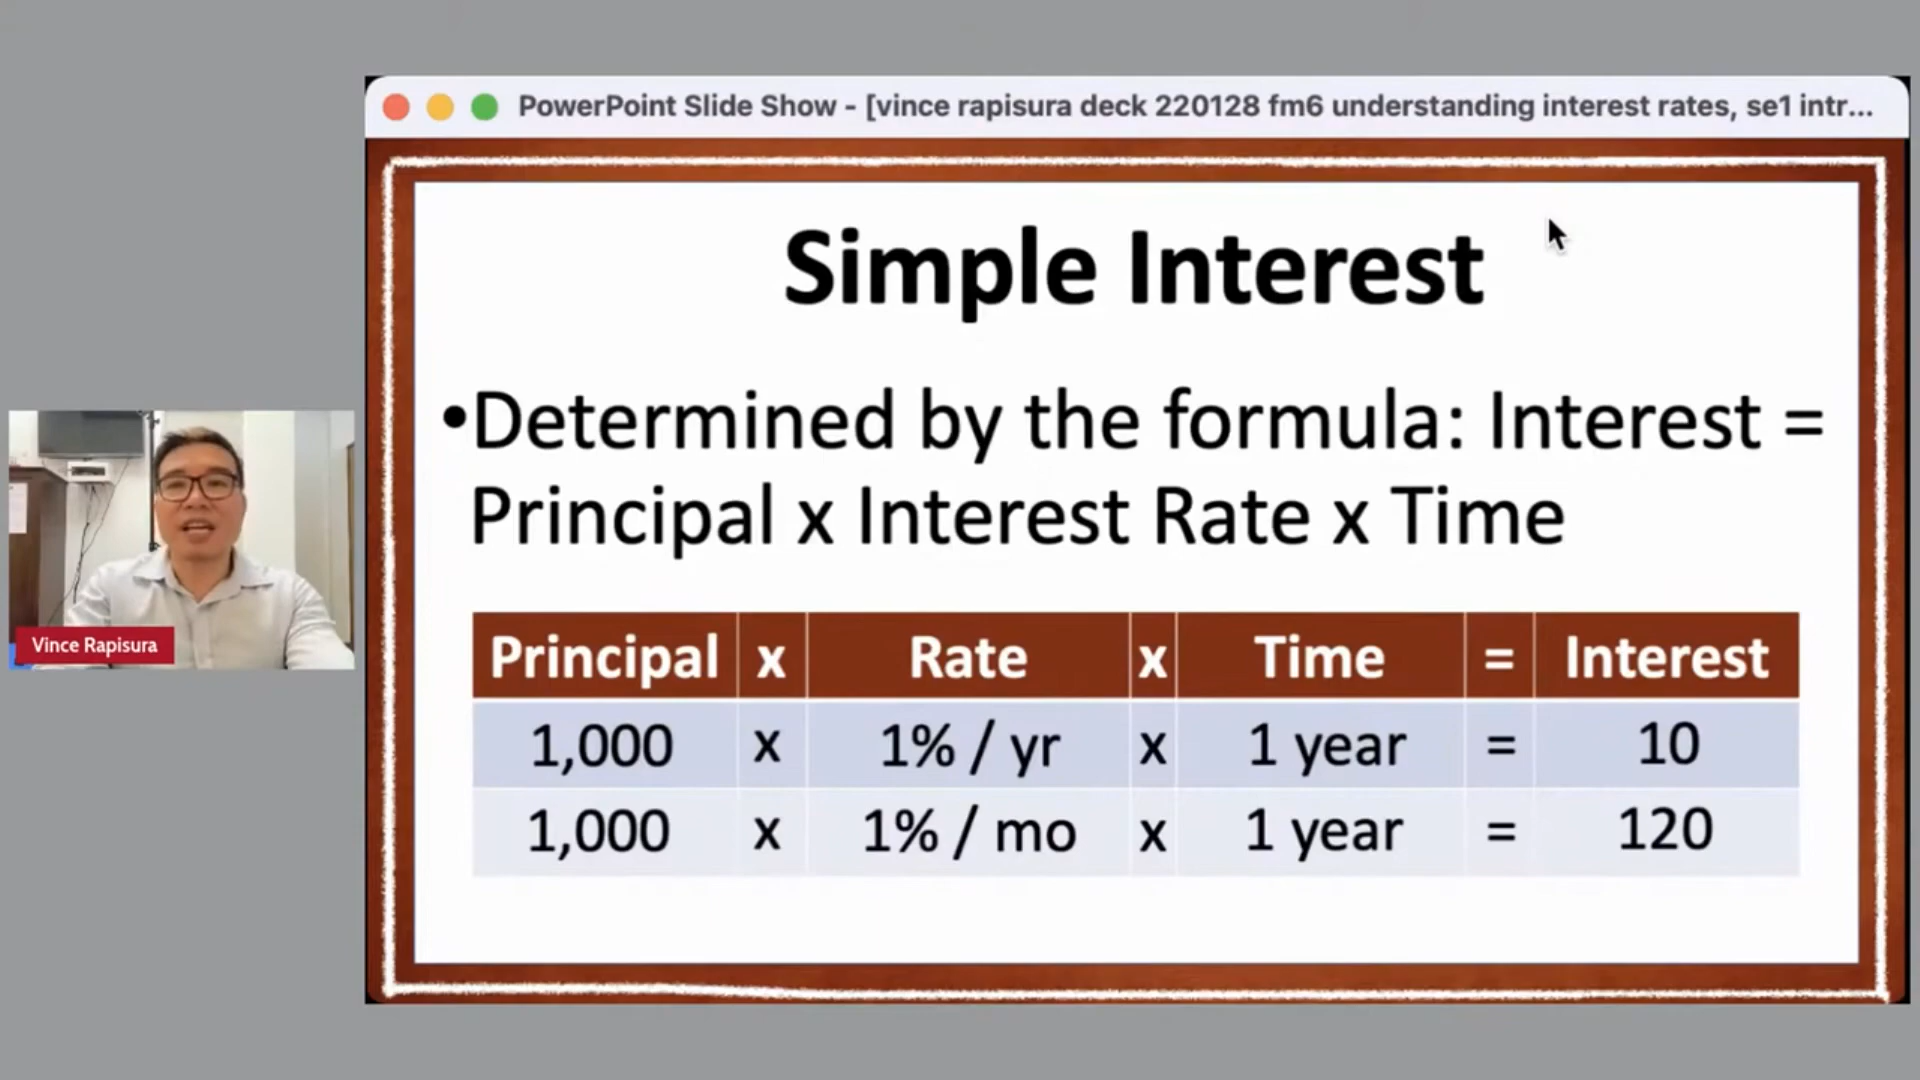 PowerPoint Slide Show - [vince rapisura deck 220128 fm6 understanding interest rates, se1 intr...
Simple Interest
•Determined by the formula: Interest =
Principal x Interest Rate x Time
Principal x Rate x Time = Interest
1,000 x 1% / yr x 1 year = 10
1,000 x 1% / mo x 1 year = 120
Vince Rapisura